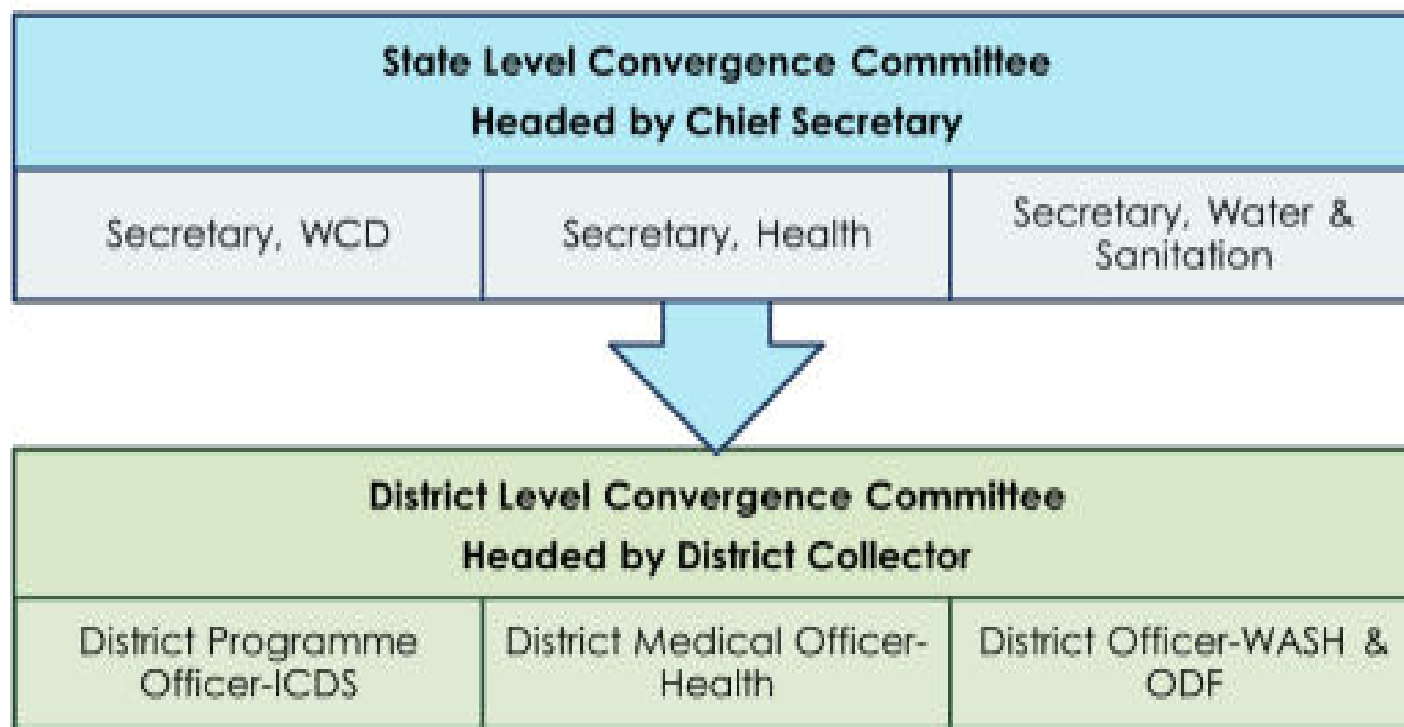 State Level Convergence Committee
Headed by Chief Secretary
Secretary, WCD
Secretary, Health
Secretary, Water &
Sanitation
District Level Convergence Committee
Headed by District Collector
District Programme
Officer-ICDS
District Medical Officer-
Health
District Officer-WASH &
ODF